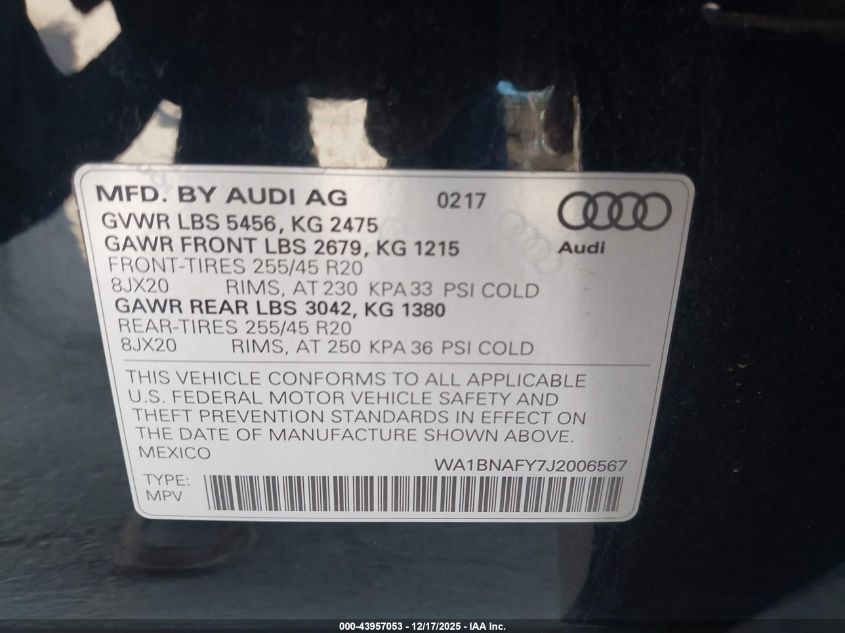 MFD. BY AUDI AG 0217
GVWR LBS 5456, KG 2475
GAWR FRONT LBS 2679, KG 1215
Audi
FRONT-TIRES 255/45 R20
8JX20 RIMS, AT 230 KPA 33 PSI COLD
GAWR REAR LBS 3042, KG 1380
REAR-TIRES 255/45 R20
8JX20 RIMS, AT 250 KPA 36 PSI COLD
THIS VEHICLE CONFORMS TO ALL APPLICABLE
U.S. FEDERAL MOTOR VEHICLE SAFETY AND
THEFT PREVENTION STANDARDS IN EFFECT ON
THE DATE OF MANUFACTURE SHOWN ABOVE.
MEXICO
WA1BNAFY7J2006567
TYPE:
MPV
000-43957053 - 12/17/2025 - IAA Inc.